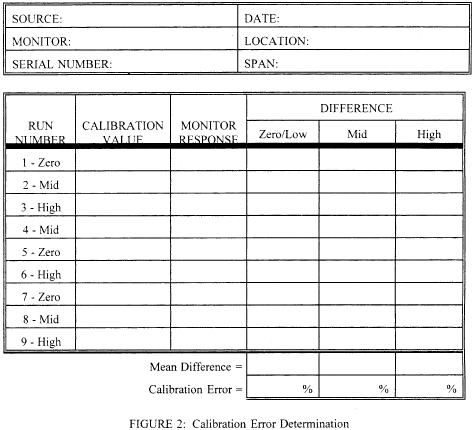 SOURCE: DATE:
MONITOR: LOCATION:
SERIAL NUMBER: SPAN:
DIFFERENCE
RUN CALIBRATION MONITOR
NUMBER VALUE RESPONSE Zero/Low Mid High
1 - Zero
2 - Mid
3 - High
4 - Mid
5 - Zero
6 - High
7 - Zero
8 - Mid
9 - High
Mean Difference =
Calibration Error = % % %
FIGURE 2: Calibration Error Determination